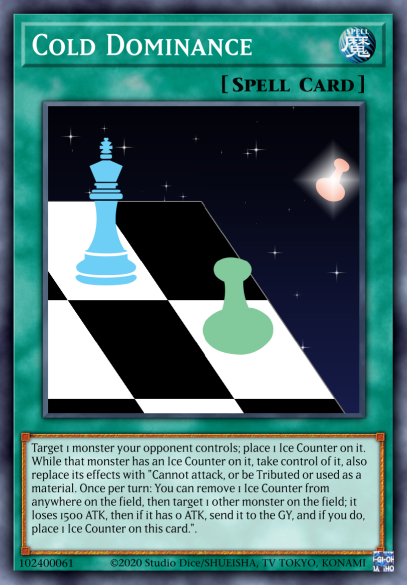 COLD DOMINANCE
SPELL
魔
[SPELL CARD]
Target 1 monster your opponent controls; place 1 Ice Counter on it.
While that monster has an Ice Counter on it, take control of it, also
replace its effects with "Cannot attack, or be Tributed or used as a
material. Once per turn: You can remove 1 Ice Counter from
anywhere on the field, then target 1 other monster on the field; it
loses 1500 ATK, then if it has 0 ATK, send it to the GY, and if you do,
place 1 Ice Counter on this card.".
102400061 ©2020 Studio Dice/SHUEISHA, TV TOKYO, KONAMI